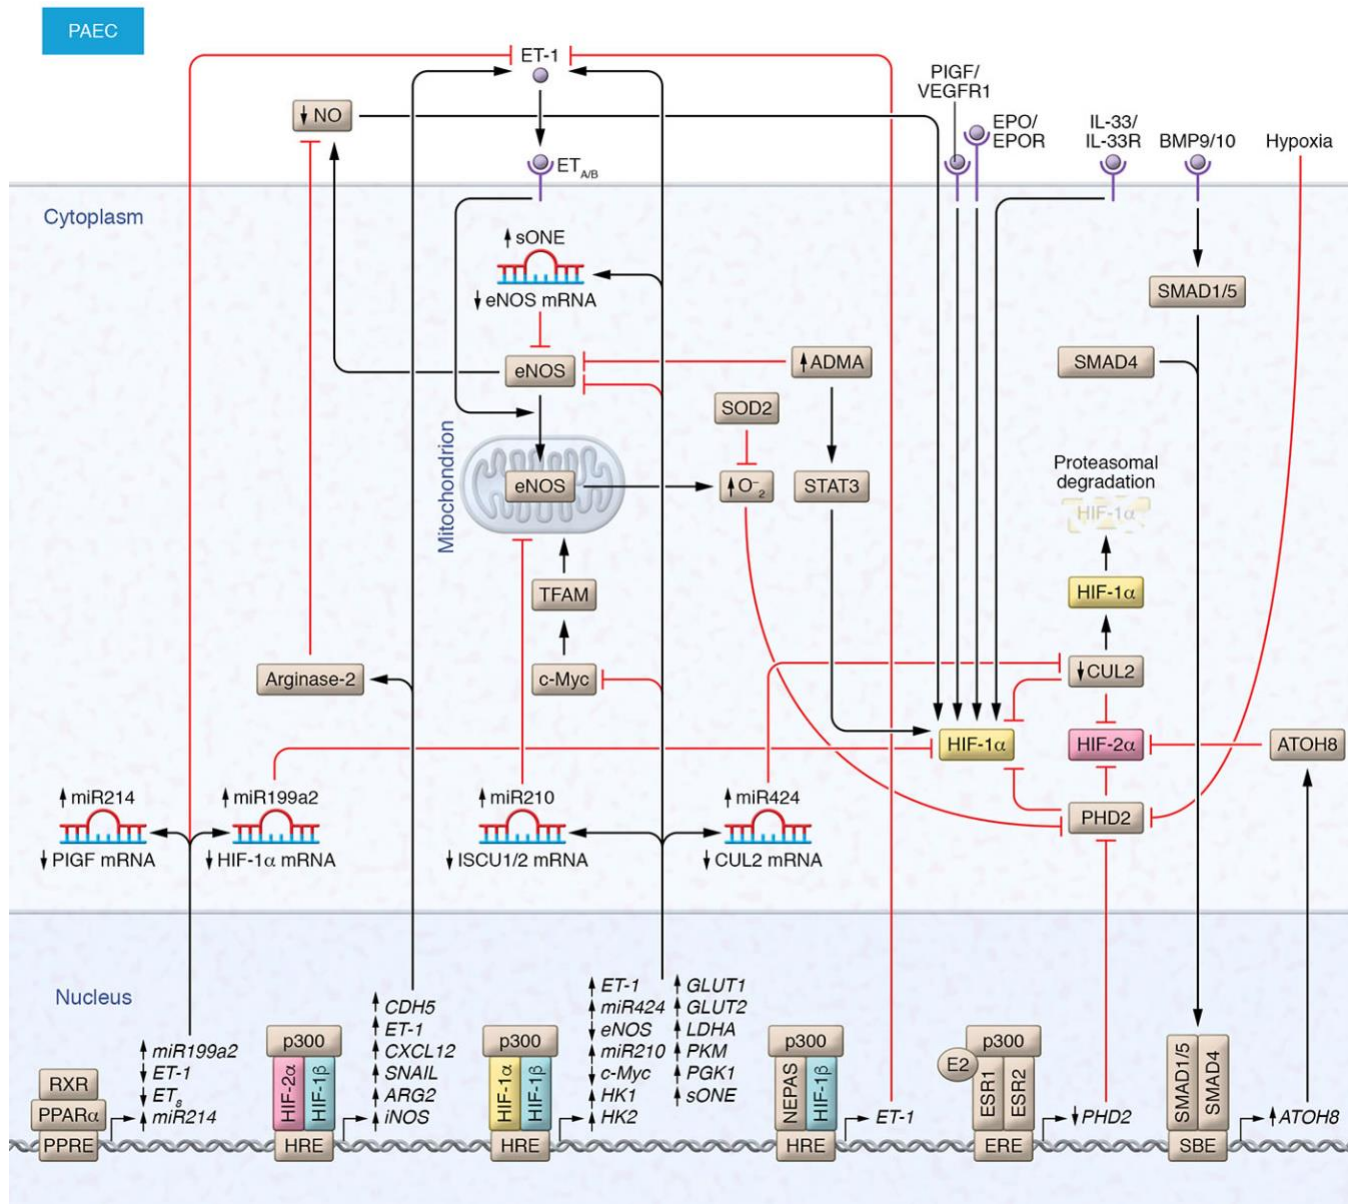 PAEC
ET-1
PIGF/
VEGFR1
↓ NO
EPO/
EPOR
IL-33/
IL-33R
BMP9/10
Hypoxia
ET A/B
Cytoplasm
↑ sONE
↓ eNOS mRNA
SMAD1/5
eNOS
↑ ADMA
SMAD4
SOD2
Mitochondrion
eNOS
↑ O⁻₂
STAT3
Proteasomal
degradation
HIF-1α
TFAM
HIF-1α
Arginase-2
c-Myc
↓ CUL2
HIF-1α
HIF-2α
ATOH8
↑ miR214
↓ PIGF mRNA
↑ miR199a2
↓ HIF-1α mRNA
↑ miR210
↓ ISCU1/2 mRNA
↑ miR424
↓ CUL2 mRNA
PHD2
Nucleus
RXR
PPARα
PPRE
↑ miR199a2
↓ ET-1
↓ ET B
↑ miR214
p300
HIF-2α
HIF-1β
HRE
↑ CDH5
↑ ET-1
↑ CXCL12
↑ SNAIL
↑ ARG2
↑ iNOS
p300
HIF-1α
HIF-1β
HRE
↑ ET-1
↑ miR424
↓ eNOS
↑ miR210
↓ c-Myc
↑ HK1
↑ HK2
↑ GLUT1
↑ GLUT2
↑ LDHA
↑ PKM
↑ PGK1
↑ sONE
p300
NEPAS
HIF-1β
HRE
ET-1
E2
p300
ESR1
ESR2
ERE
↓ PHD2
SMAD1/5
SMAD4
SBE
↑ ATOH8